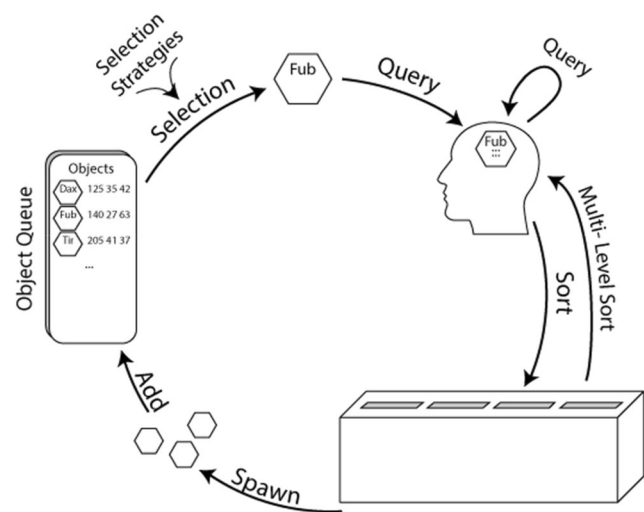 Selection
Strategies
Selection
Fub
Query
Query
Fub
:::
Object Queue
Objects
Dax 125 35 42
Fub 140 27 63
Tir 205 41 37
...
Sort
Multi- Level Sort
Add
Spawn